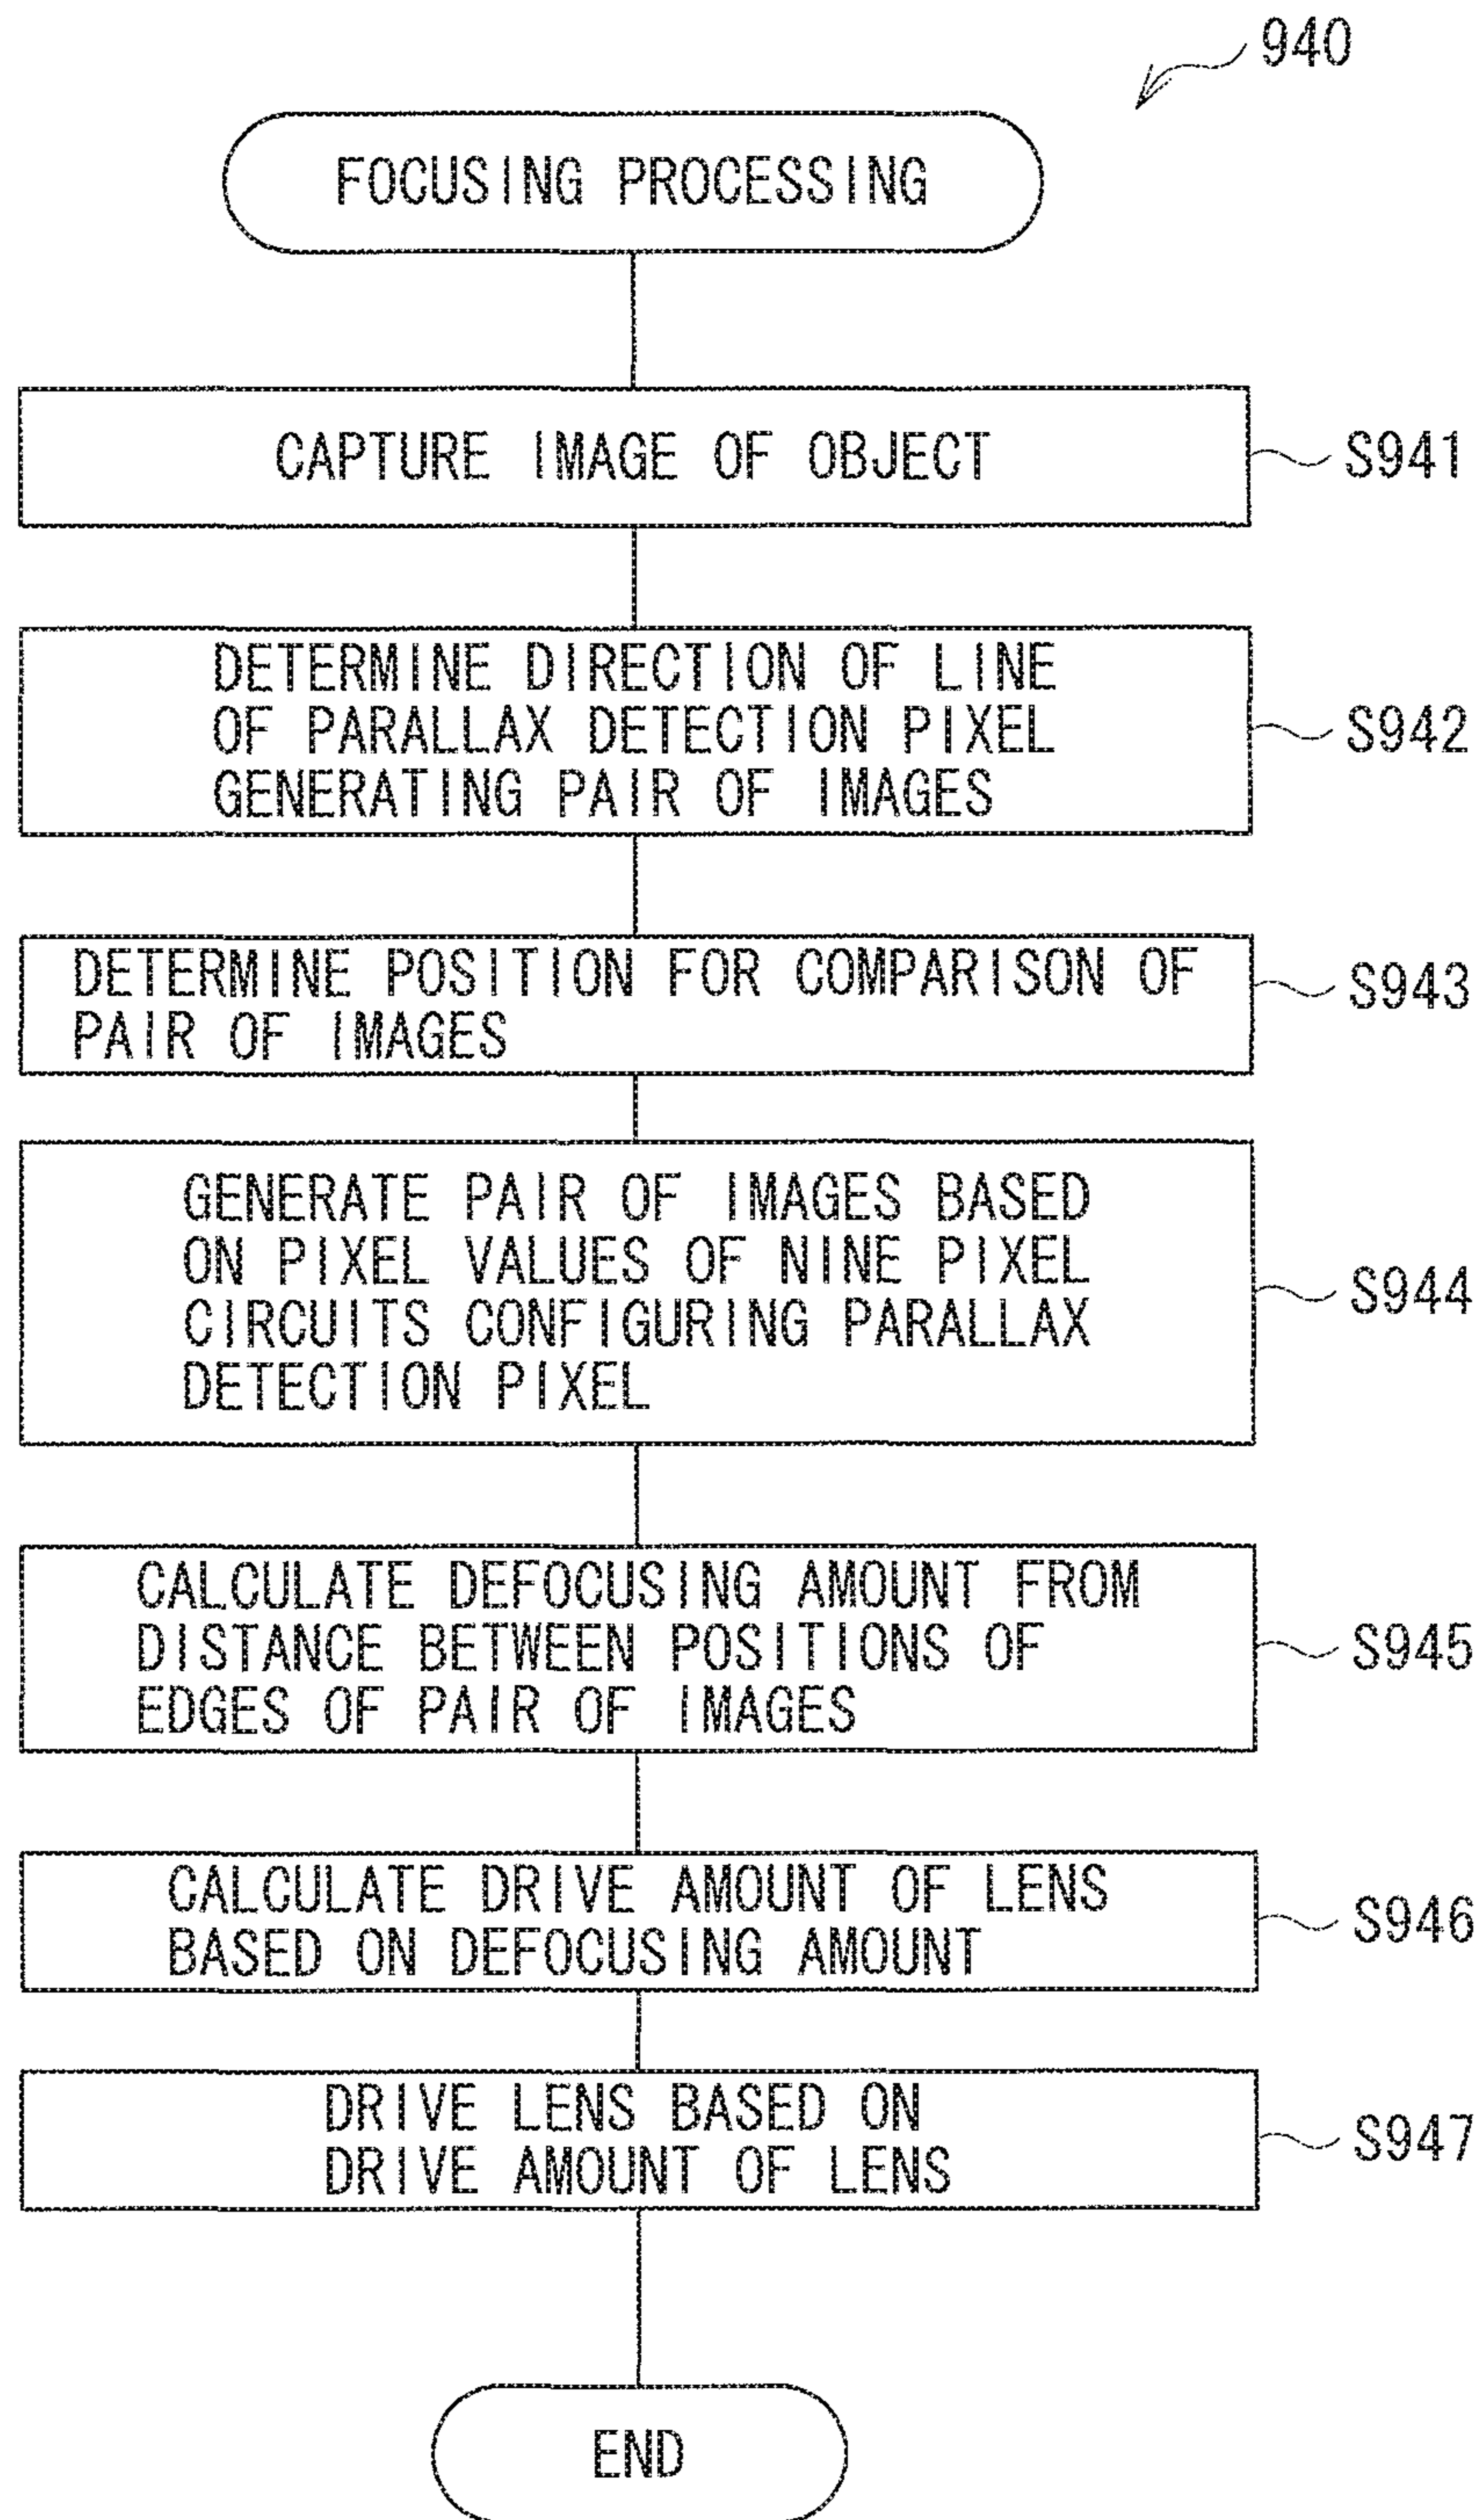 940
FOCUSING PROCESSING
CAPTURE IMAGE OF OBJECT
S941
DETERMINE DIRECTION OF LINE
OF PARALLAX DETECTION PIXEL
GENERATING PAIR OF IMAGES
S942
DETERMINE POSITION FOR COMPARISON OF
PAIR OF IMAGES
S943
GENERATE PAIR OF IMAGES BASED
ON PIXEL VALUES OF NINE PIXEL
CIRCUITS CONFIGURING PARALLAX
DETECTION PIXEL
S944
CALCULATE DEFOCUSING AMOUNT FROM
DISTANCE BETWEEN POSITIONS OF
EDGES OF PAIR OF IMAGES
S945
CALCULATE DRIVE AMOUNT OF LENS
BASED ON DEFOCUSING AMOUNT
S946
DRIVE LENS BASED ON
DRIVE AMOUNT OF LENS
S947
END